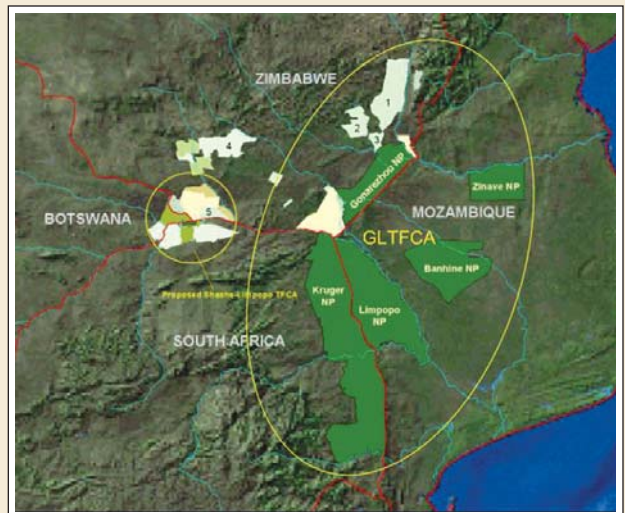 ZIMBABWE
1
2
3
4
Gonarezhou NP
Zinave NP
BOTSWANA
5
MOZAMBIQUE
GLTFCA
Banhine NP
Proposed Shashe-Limpopo TFCA
Kruger
NP
Limpopo
NP
SOUTH AFRICA